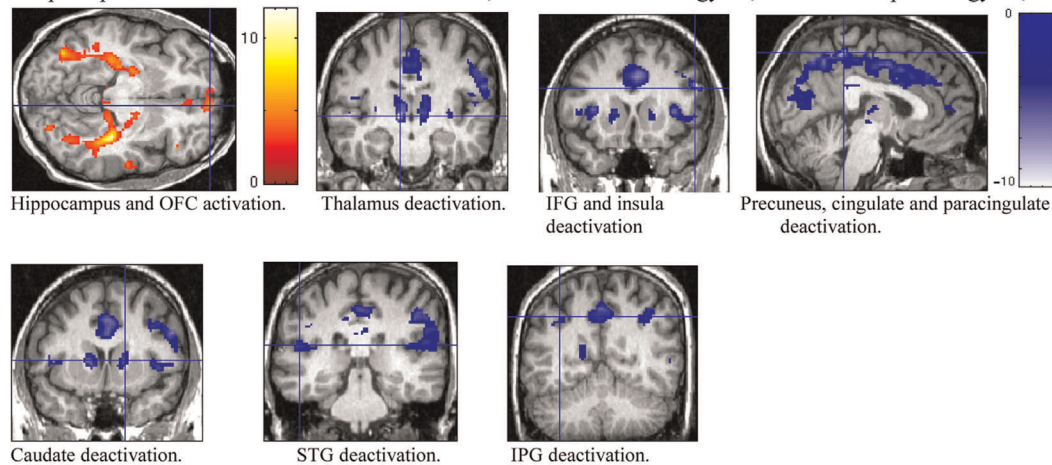 12
0
0
−10
Hippocampus and OFC activation.
Thalamus deactivation.
IFG and insula
deactivation
Precuneus, cingulate and paracingulate
deactivation.
Caudate deactivation.
STG deactivation.
IPG deactivation.